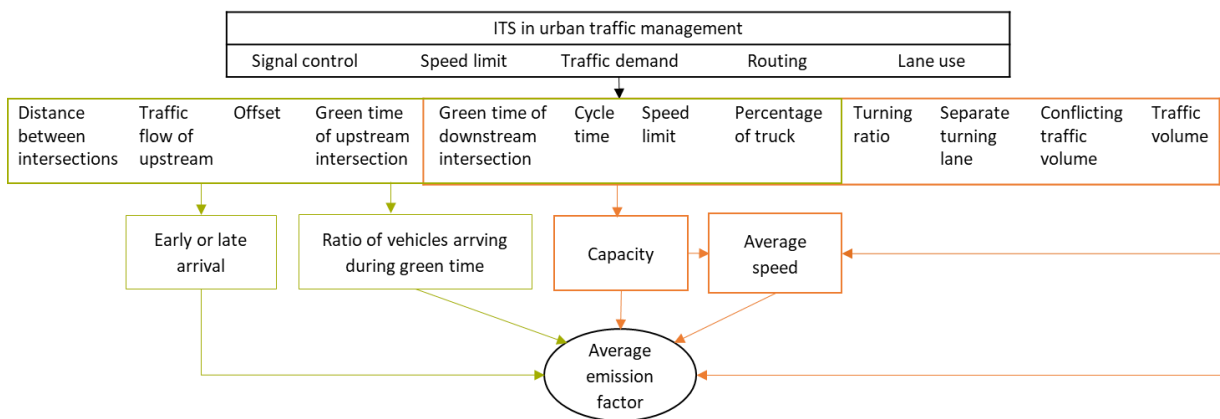 ITS in urban traffic management
Signal control Speed limit Traffic demand Routing Lane use
Distance
between
intersections
Traffic
flow of
upstream
Offset
Green time
of upstream
intersection
Green time of
downstream
intersection
Cycle
time
Speed
limit
Percentage
of truck
Turning
ratio
Separate
turning
lane
Conflicting
traffic
volume
Traffic
volume
Early or late
arrival
Ratio of vehicles arrving
during green time
Capacity
Average
speed
Average
emission
factor